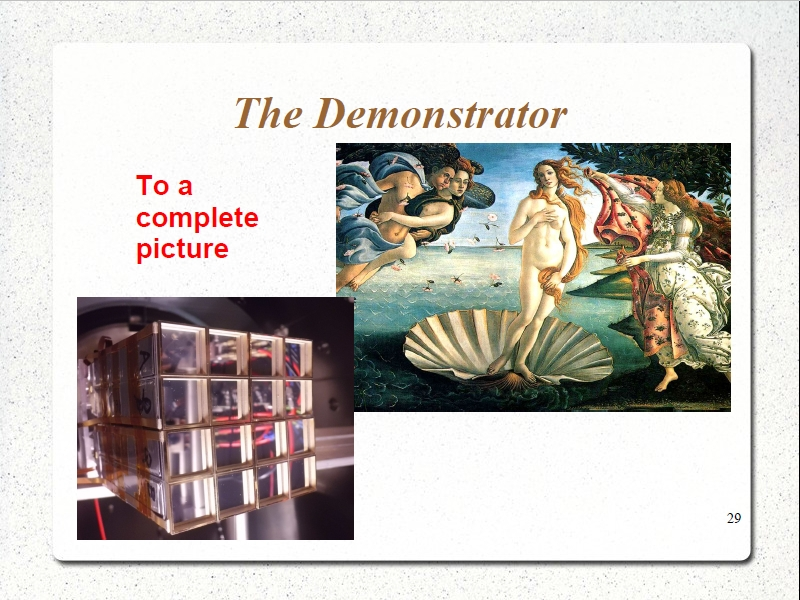 The Demonstrator
To a
complete
picture
29